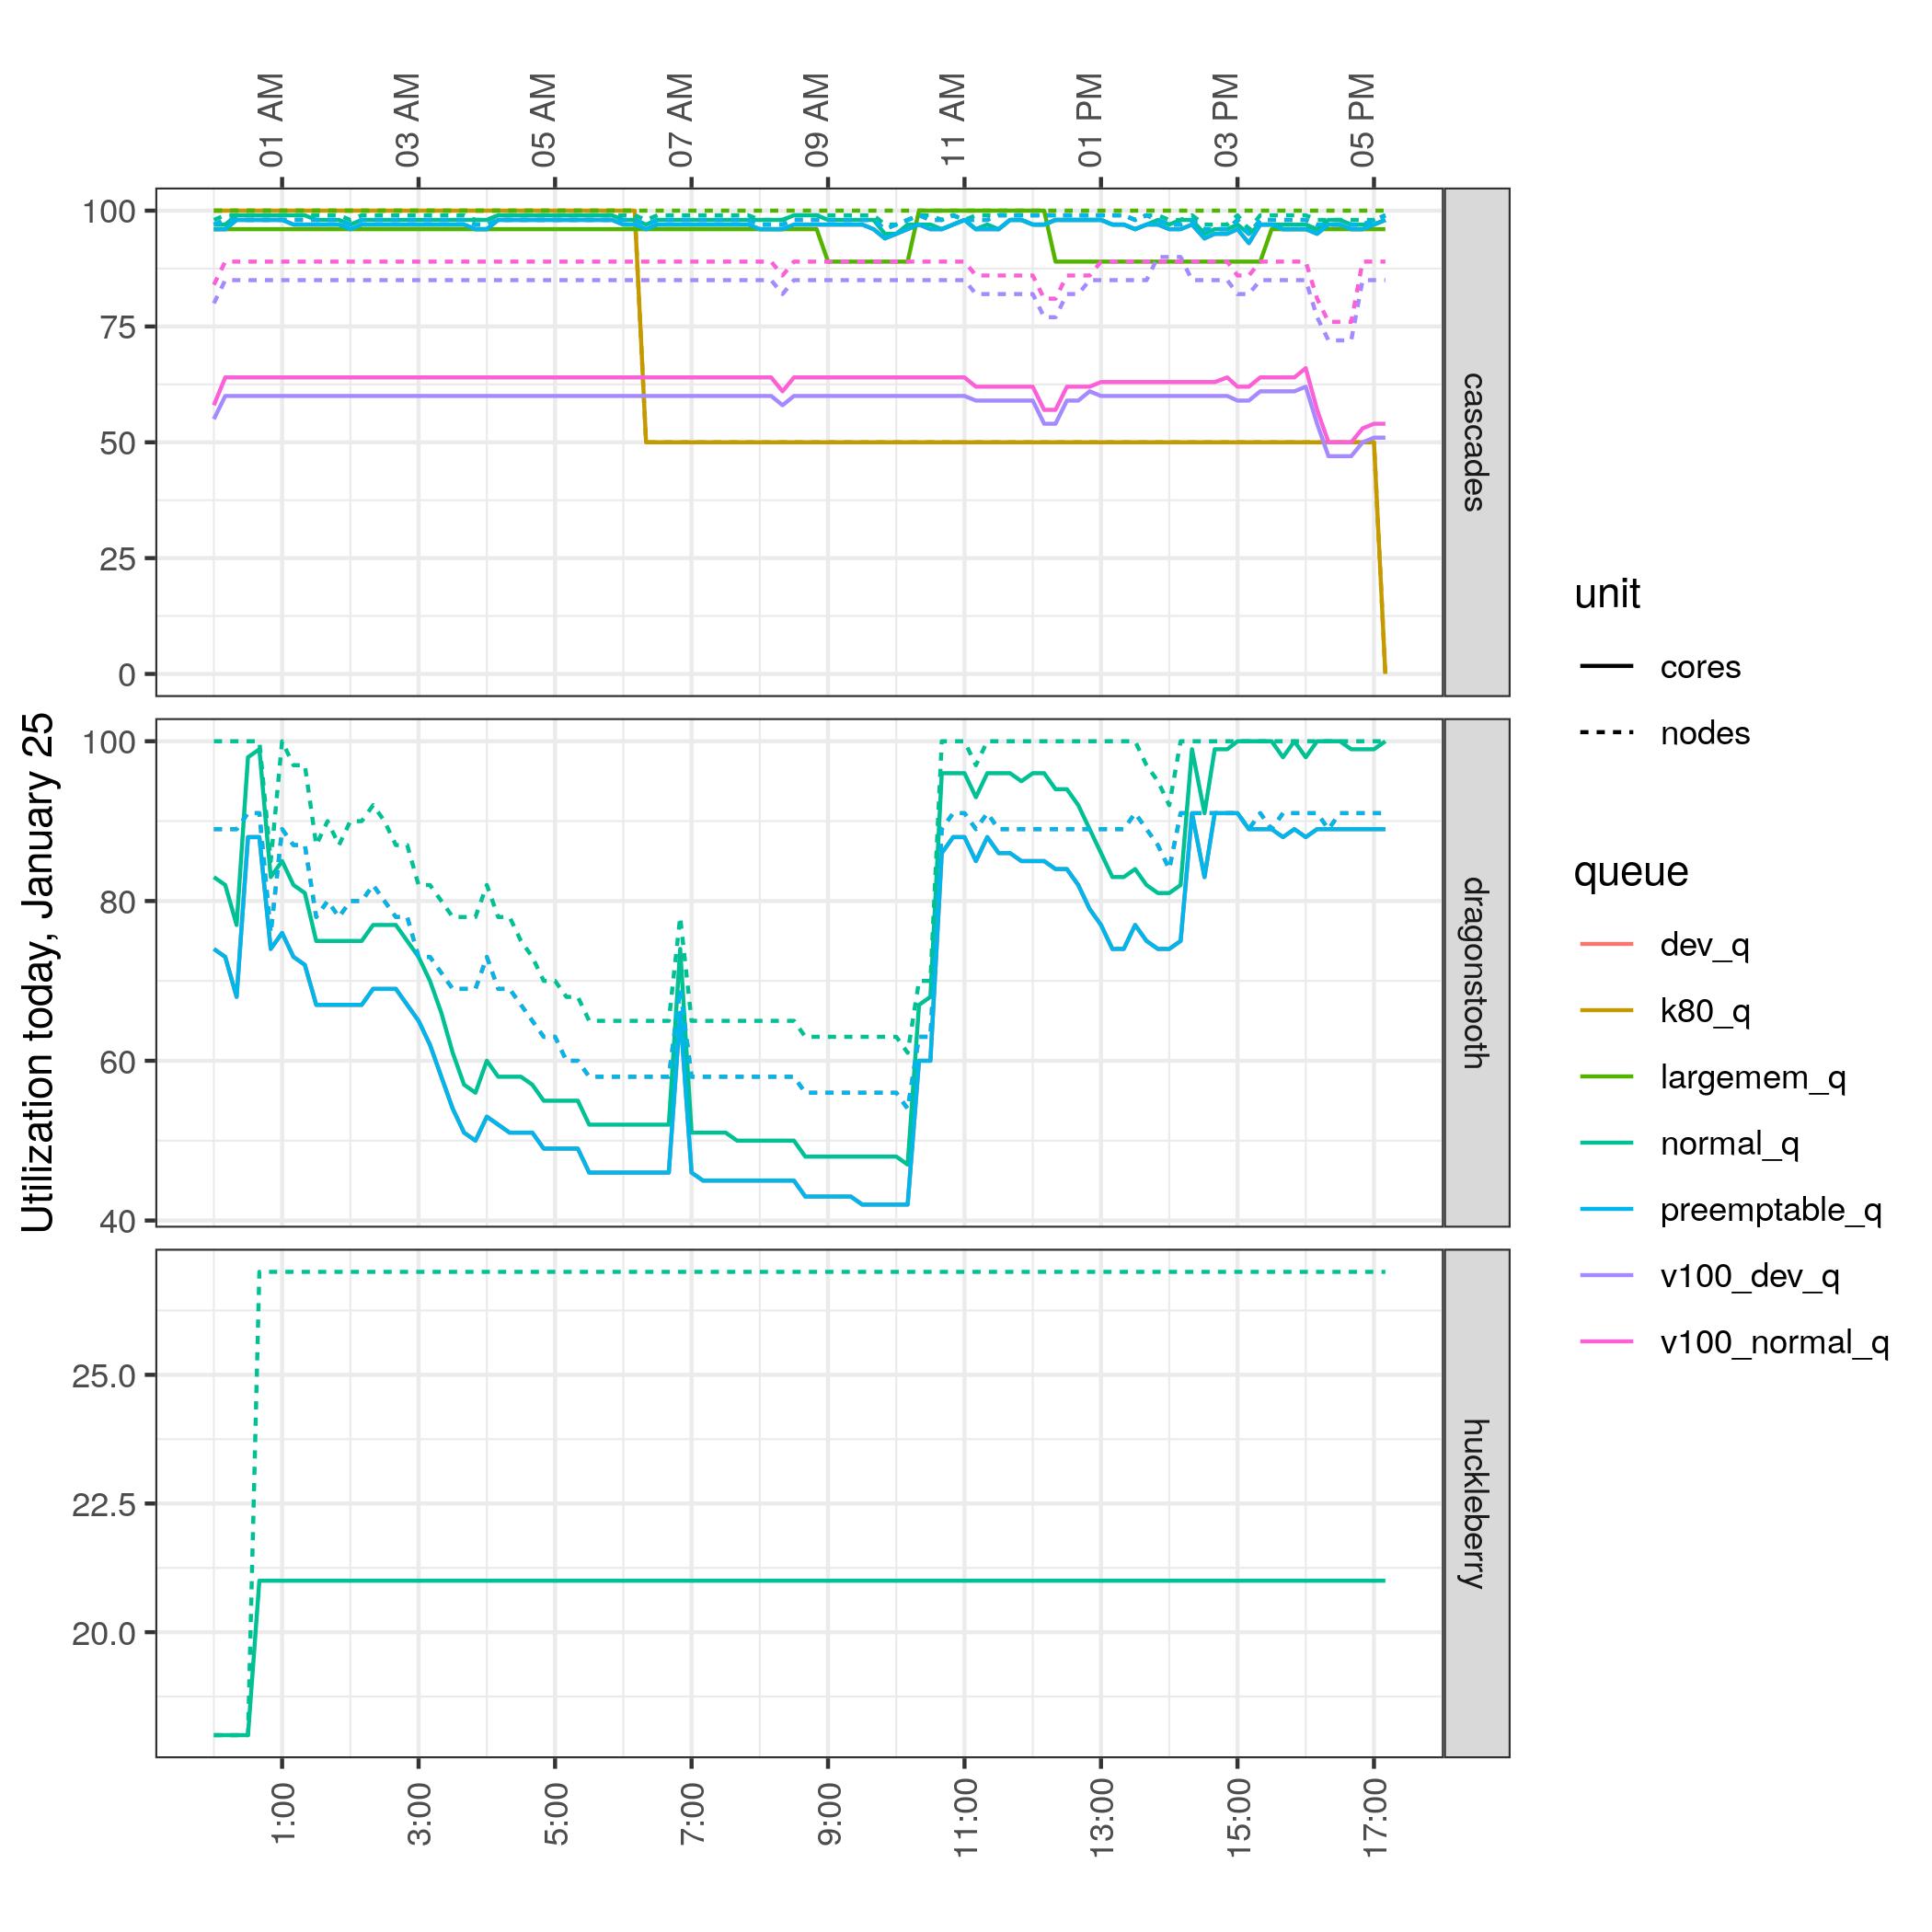 01 AM
03 AM
05 AM
07 AM
09 AM
11 AM
01 PM
03 PM
05 PM
Utilization today, January 25
100
75
50
25
0
cascades
100
80
60
40
dragonstooth
25.0
22.5
20.0
huckleberry
1:00
3:00
5:00
7:00
9:00
11:00
13:00
15:00
17:00
unit
cores
nodes
queue
dev_q
k80_q
largemem_q
normal_q
preemptable_q
v100_dev_q
v100_normal_q